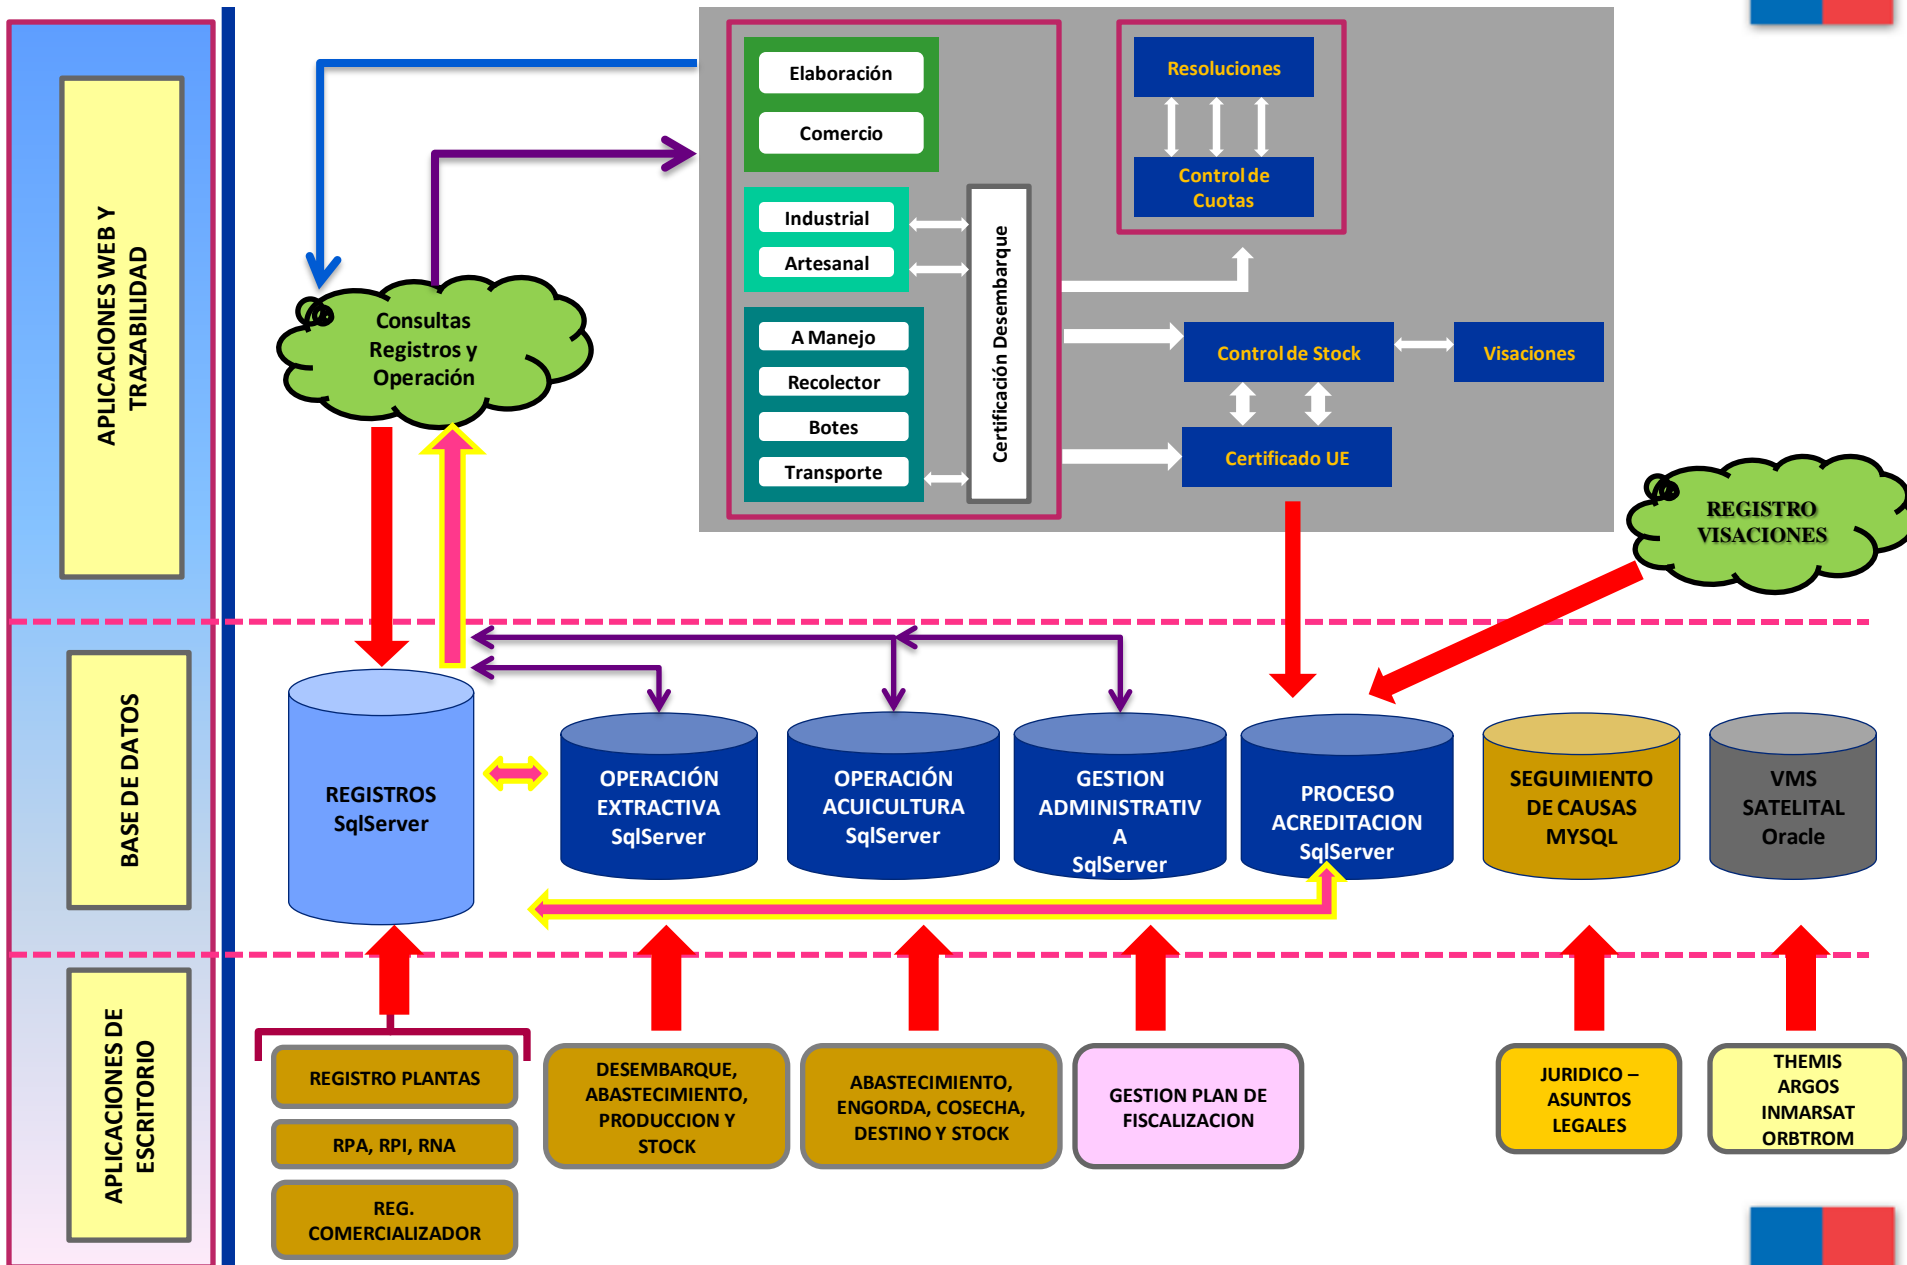 APLICACIONES WEB Y
TRAZABILIDAD
Elaboración
Comercio
Industrial
Artesanal
A Manejo
Recolector
Botes
Transporte
Certificación Desembarque
Resoluciones
Control de
Cuotas
Control de Stock
Visaciones
Certificado UE
Consultas
Registros y
Operación
REGISTRO
VISACIONES
BASE DE DATOS
REGISTROS
SqlServer
OPERACIÓN
EXTRACTIVA
SqlServer
OPERACIÓN
ACUICULTURA
SqlServer
GESTION
ADMINISTRATIV
A
SqlServer
PROCESO
ACREDITACION
SqlServer
SEGUIMIENTO
DE CAUSAS
MYSQL
VMS
SATELITAL
Oracle
APLICACIONES DE
ESCRITORIO
REGISTRO PLANTAS
RPA, RPI, RNA
REG.
COMERCIALIZADOR
DESEMBARQUE,
ABASTECIMIENTO,
PRODUCCION Y
STOCK
ABASTECIMIENTO,
ENGORDA, COSECHA,
DESTINO Y STOCK
GESTION PLAN DE
FISCALIZACION
JURIDICO –
ASUNTOS
LEGALES
THEMIS
ARGOS
INMARSAT
ORBTROM